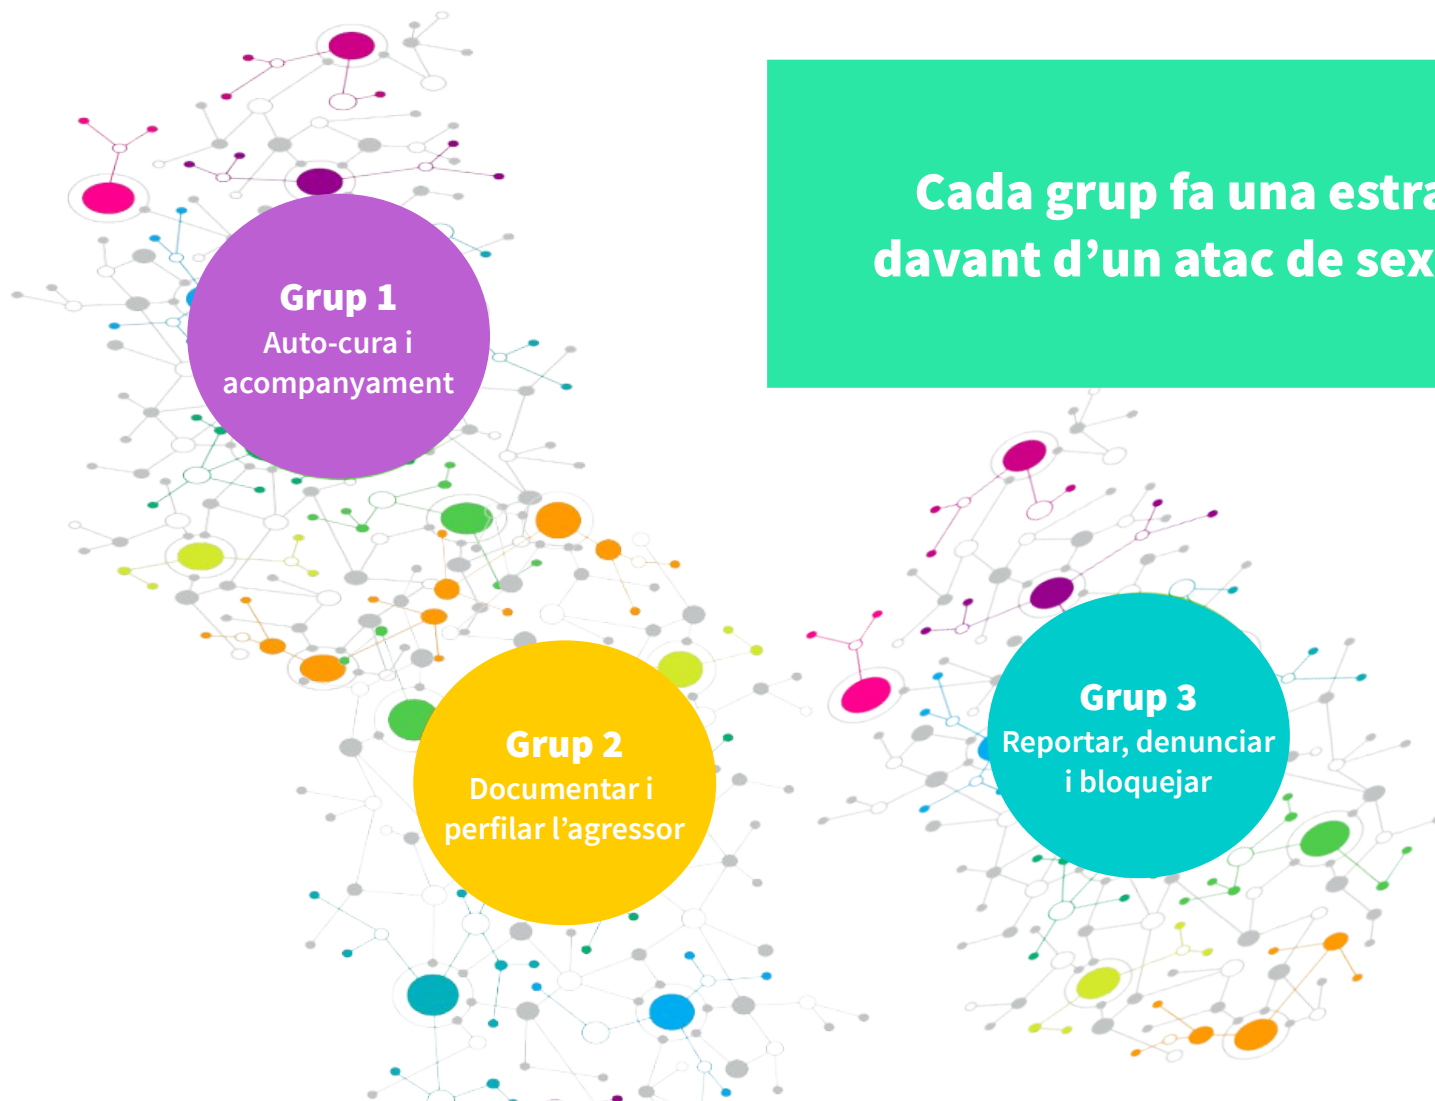 Cada grup fa una estra
davant d’un atac de sex
Grup 1
Auto-cura i
acompanyament
Grup 2
Documentar i
perfilar l’agressor
Grup 3
Reportar, denunciar
i bloquejar